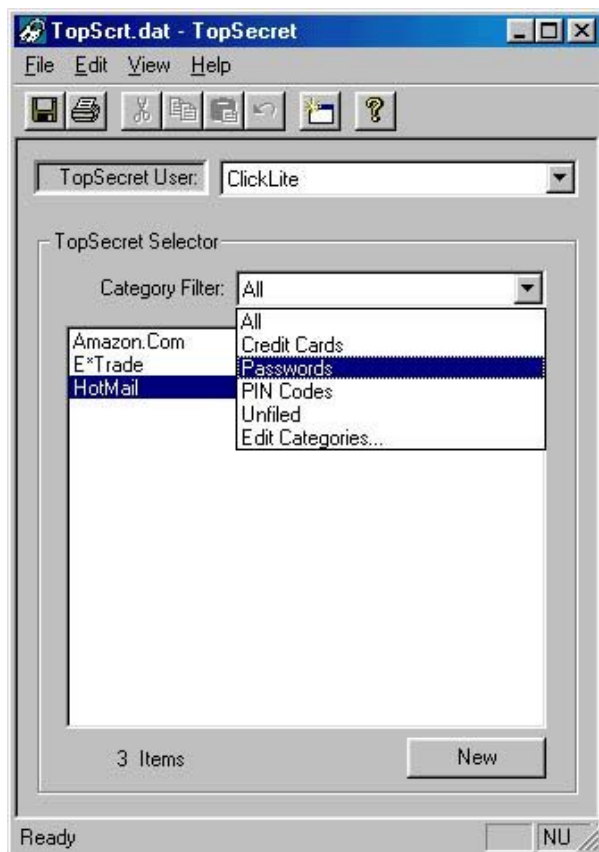 TopScrt.dat - TopSecret
File Edit View Help
TopSecret User: ClickLite
TopSecret Selector
Category Filter: All
All
Credit Cards
Passwords
PIN Codes
Unfiled
Edit Categories...
Amazon.Com
E*Trade
HotMail
3 Items
New
Ready NU